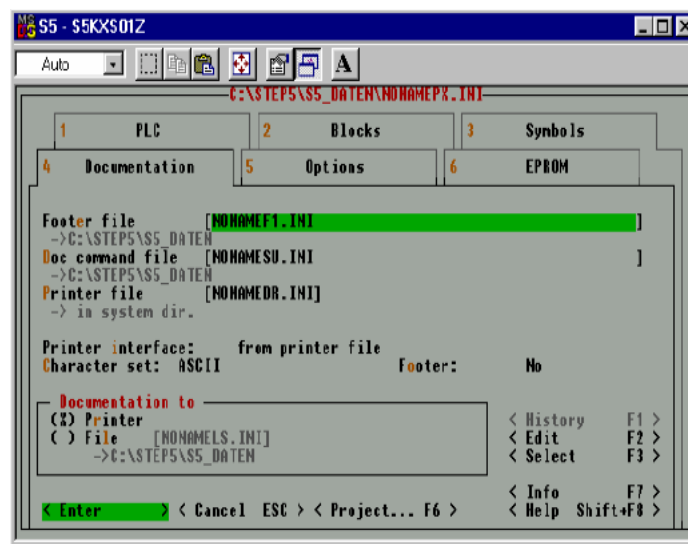 S5 - S5KXS01Z
Auto
A
C:\STEP5\S5_DATEN\NONAMEPX.INI
1 PLC 2 Blocks 3 Symbols
4 Documentation 5 Options 6 EPROM
Footer file [NONAMEF1.INI ]
->C:\STEP5\S5_DATEN
Doc command file [NONAMESU.INI ]
->C:\STEP5\S5_DATEN
Printer file [NONAMEDR.INI]
-> in system dir.
Printer interface: from printer file
Character set: ASCII Footer: No
Documentation to
(X) Printer < History F1 >
( ) File [NONAMELS.INI] < Edit F2 >
->C:\STEP5\S5_DATEN < Select F3 >
< Info F7 >
< Enter > < Cancel ESC > < Project... F6 > < Help Shift+F8 >